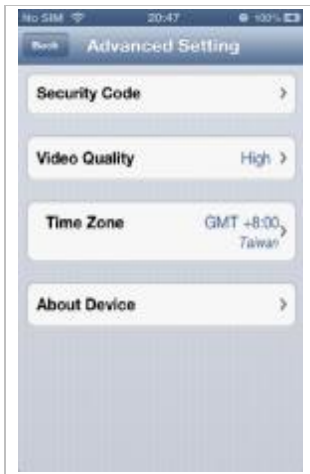 No SIM 20:47 100%
Back Advanced Setting
Security Code
Video Quality High
Time Zone GMT +8:00
Taiwan
About Device